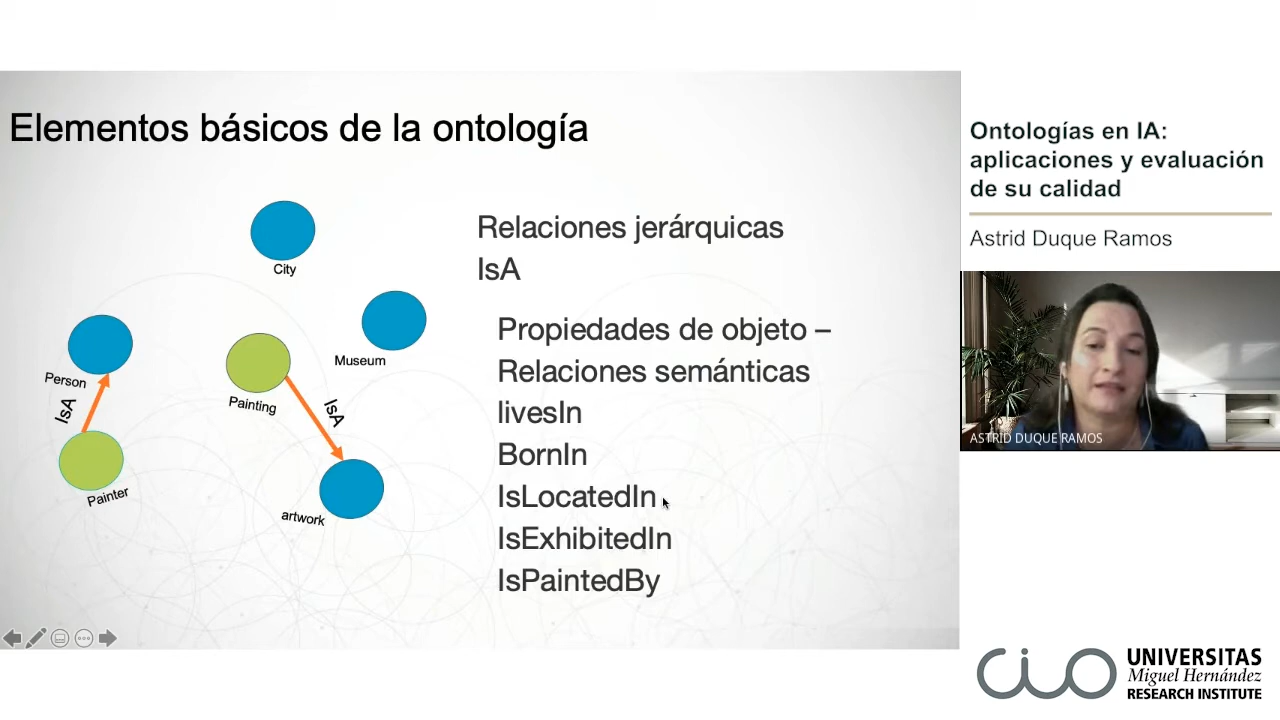 Elementos básicos de la ontología
City
Museum
Person
IsA
Painter
Painting
IsA
artwork
Relaciones jerárquicas
IsA
Propiedades de objeto –
Relaciones semánticas
livesIn
BornIn
IsLocatedIn
IsExhibitedIn
IsPaintedBy
Ontologías en IA:
aplicaciones y evaluación
de su calidad
Astrid Duque Ramos
ASTRID DUQUE RAMOS
cio
UNIVERSITAS
Miguel Hernández
RESEARCH INSTITUTE